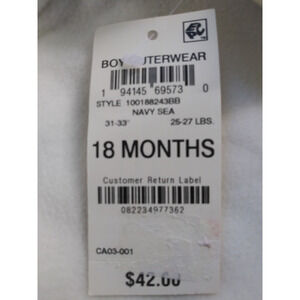 BOY OUTERWEAR
1 94145 69573 0
STYLE 100188243BB
NAVY SEA
31-33" 25-27 LBS.
18 MONTHS
Customer Return Label
082234977362
CA03-001
$42.00